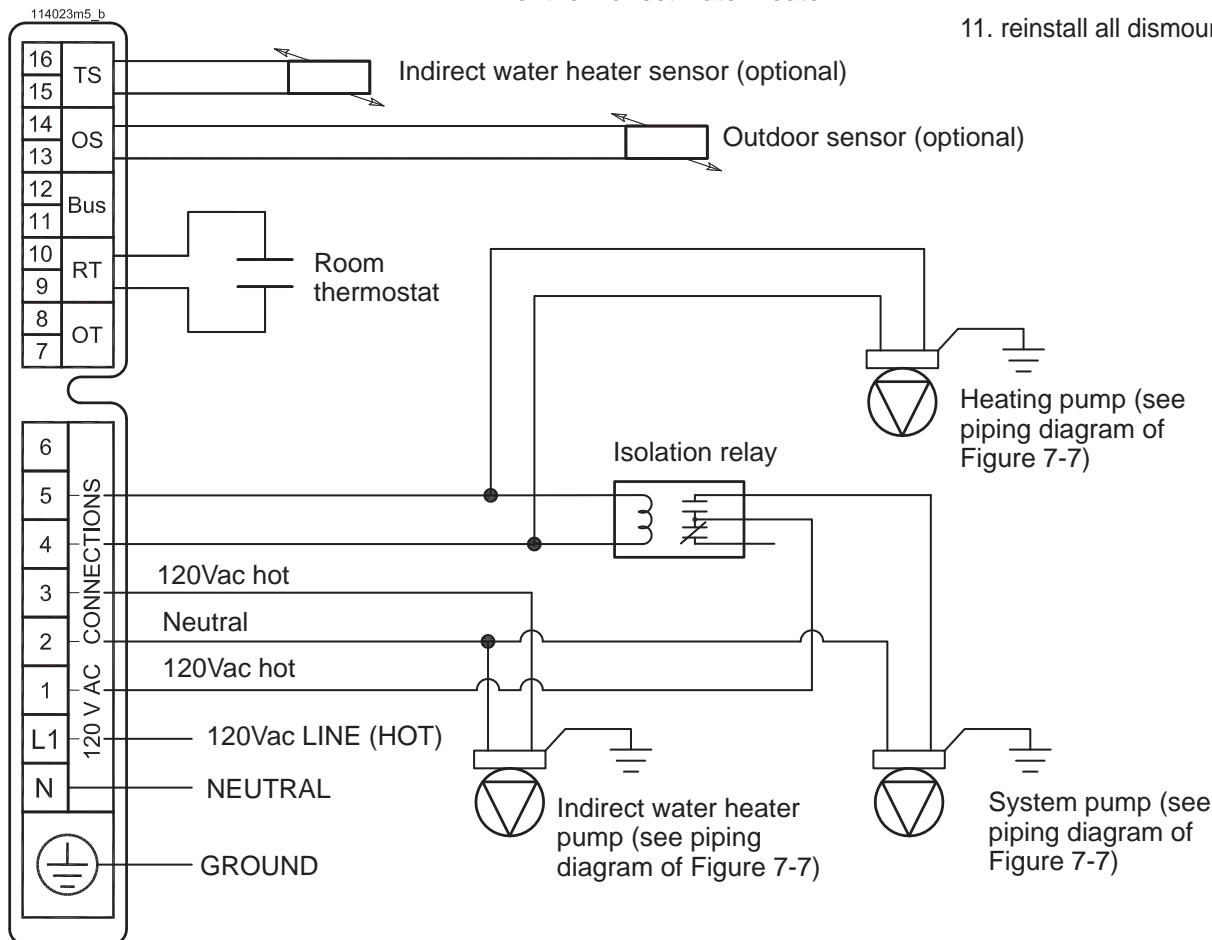 114023m5_b
11. reinstall all dismou
16
15
TS
Indirect water heater sensor (optional)
14
13
OS
Outdoor sensor (optional)
12
11
Bus
10
9
RT
Room
thermostat
8
7
OT
Heating pump (see
piping diagram of
Figure 7-7)
Isolation relay
6
5
4
3
2
1
L1
N
120 V AC CONNECTIONS
120Vac hot
Neutral
120Vac hot
120Vac LINE (HOT)
NEUTRAL
GROUND
Indirect water heater
pump (see piping
diagram of Figure 7-7)
System pump (see
piping diagram of
Figure 7-7)